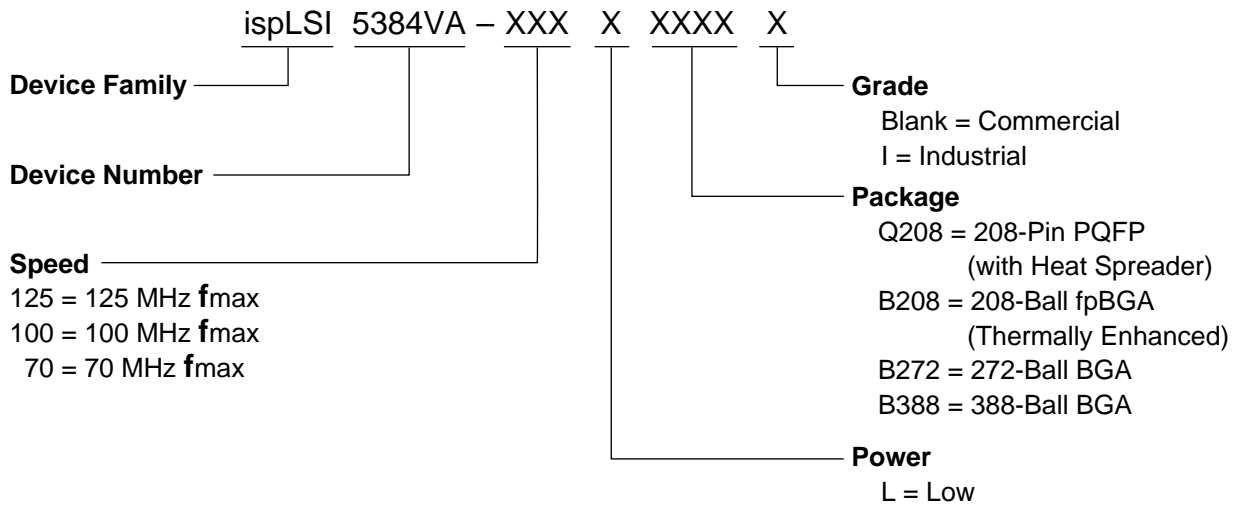 ispLSI 5384VA – XXX X XXXX X
Device Family
Device Number
Speed
125 = 125 MHz fmax
100 = 100 MHz fmax
70 = 70 MHz fmax
Grade
Blank = Commercial
I = Industrial
Package
Q208 = 208-Pin PQFP
(with Heat Spreader)
B208 = 208-Ball fpBGA
(Thermally Enhanced)
B272 = 272-Ball BGA
B388 = 388-Ball BGA
Power
L = Low